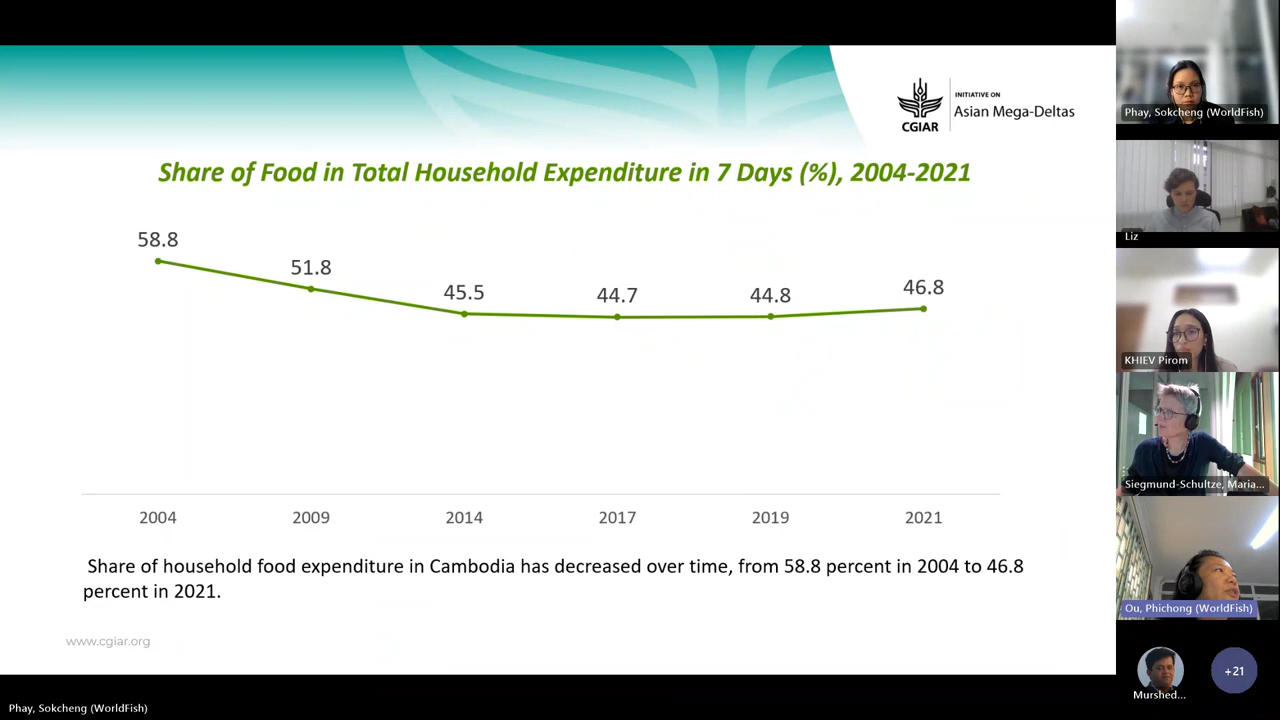 INITIATIVE ON
Asian Mega-Deltas
CGIAR
Share of Food in Total Household Expenditure in 7 Days (%), 2004-2021
58.8
51.8
45.5
44.7
44.8
46.8
2004
2009
2014
2017
2019
2021
Share of household food expenditure in Cambodia has decreased over time, from 58.8 percent in 2004 to 46.8
percent in 2021.
www.cgiar.org
Phay, Sokcheng (WorldFish)
Phay, Sokcheng (WorldFish)
Liz
KHIEV Pirom
Siegmund-Schultze, Maria...
Ou, Phichong (WorldFish)
Murshed...
+21